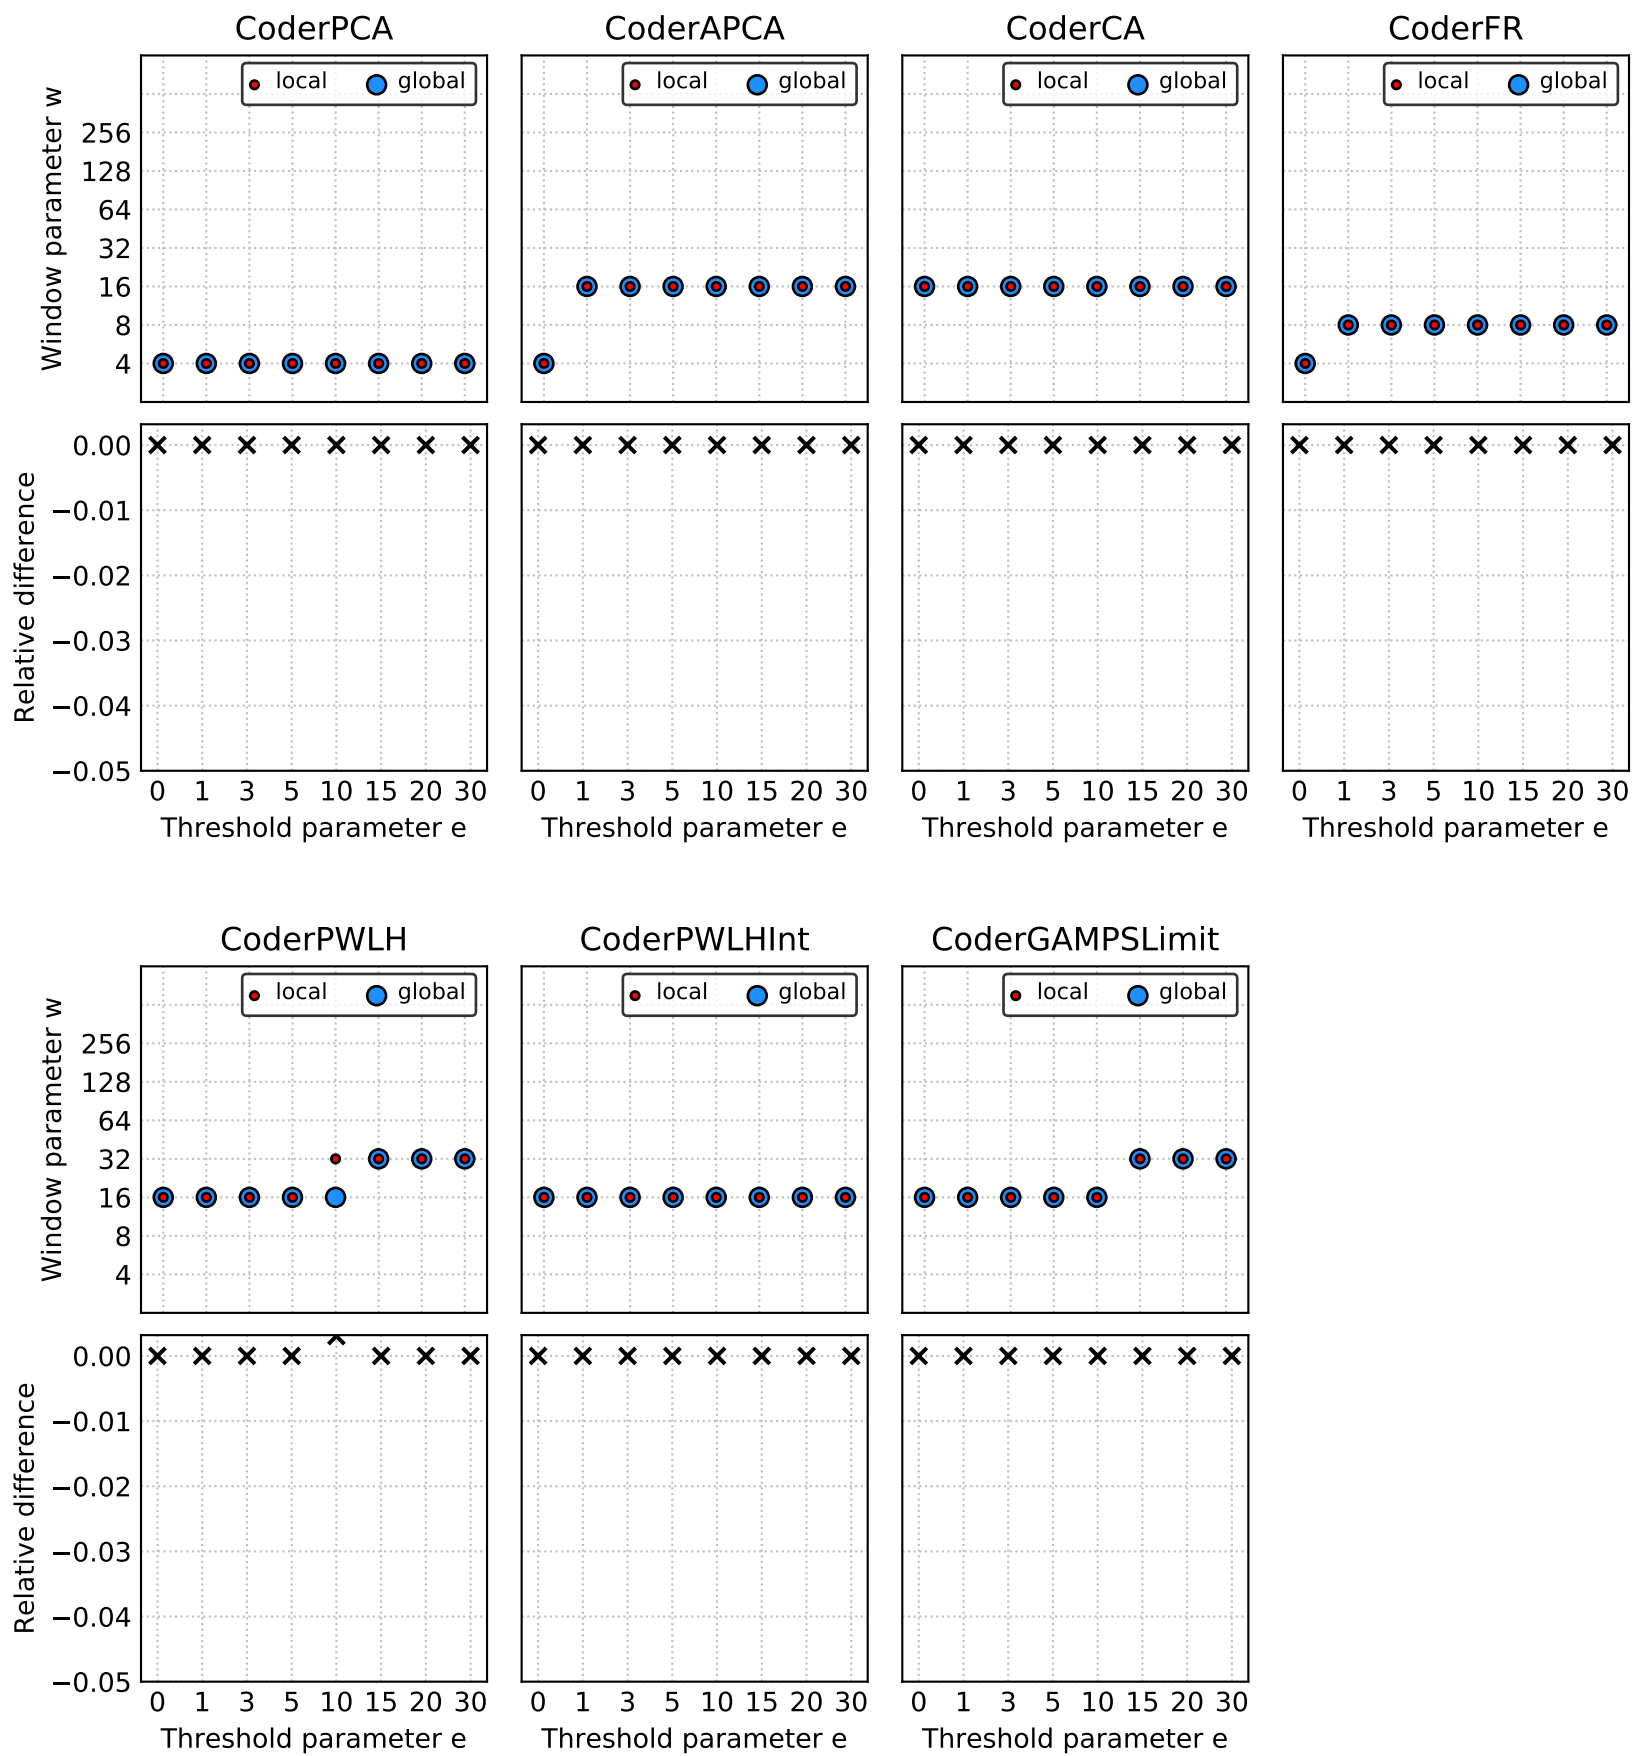 CoderPCA CoderAPCA CoderCA CoderFR
local global local global local global local global
Window parameter w
256
128
64
32
16
8
4
Relative difference
0.00
−0.01
−0.02
−0.03
−0.04
−0.05
0 1 3 5 10 15 20 30 0 1 3 5 10 15 20 30 0 1 3 5 10 15 20 30 0 1 3 5 10 15 20 30
Threshold parameter e Threshold parameter e Threshold parameter e Threshold parameter e
CoderPWLH CoderPWLHInt CoderGAMPSLimit
local global local global local global
Window parameter w
256
128
64
32
16
8
4
Relative difference
0.00
−0.01
−0.02
−0.03
−0.04
−0.05
0 1 3 5 10 15 20 30 0 1 3 5 10 15 20 30 0 1 3 5 10 15 20 30
Threshold parameter e Threshold parameter e Threshold parameter e